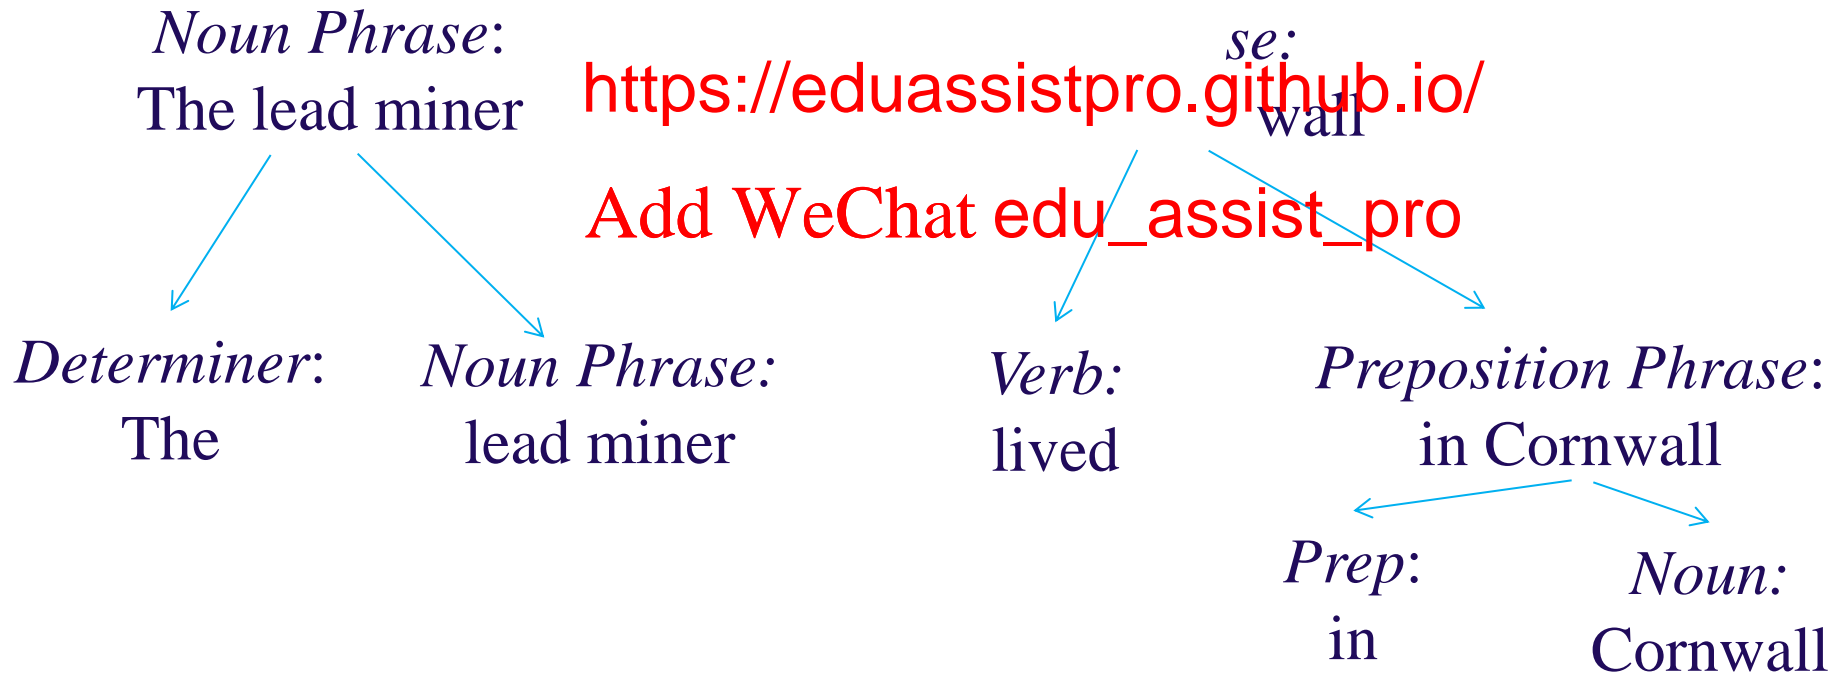 Noun Phrase:
The lead miner
se:
wall
https://eduassistpro.github.io/
Add WeChat edu_assist_pro
Determiner:
The
Noun Phrase:
lead miner
Verb:
lived
Preposition Phrase:
in Cornwall
Prep:
in
Noun:
Cornwall